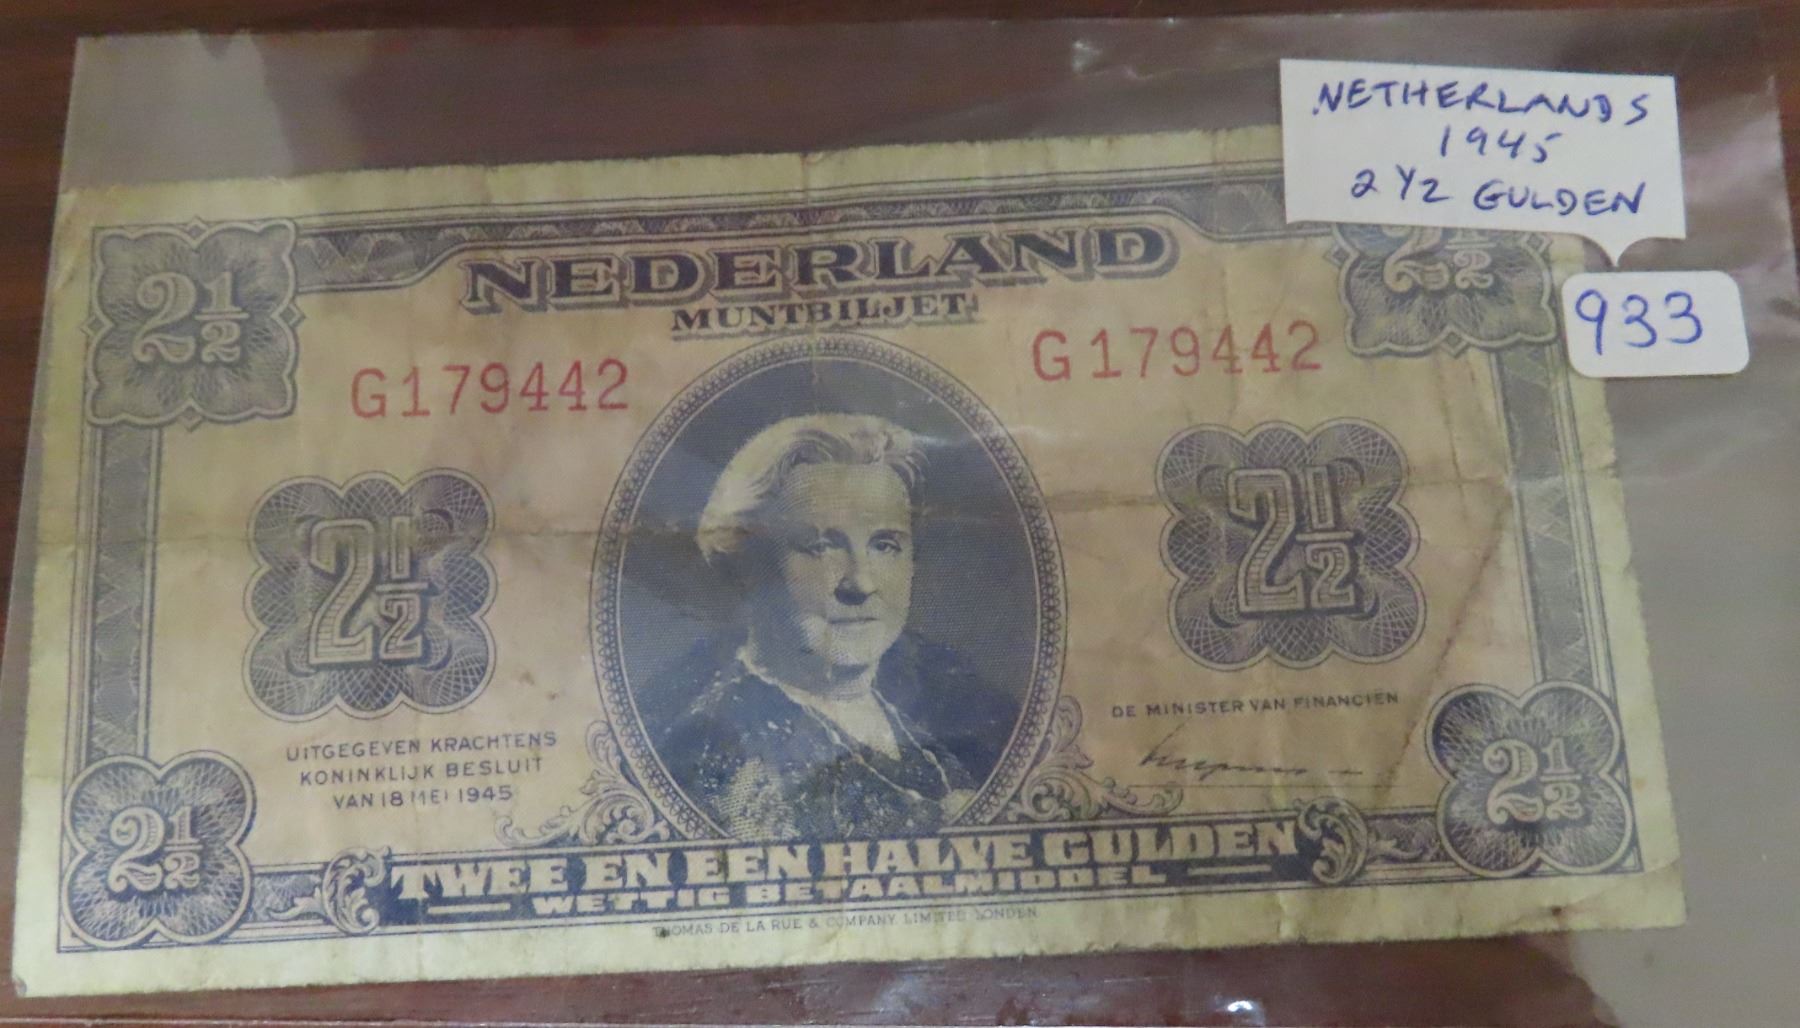 NETHERLANDS
1945
2 1/2 GULDEN
933
2 1/2
2 1/2
NEDERLAND
MUNTBILJET
G179442
G179442
2 1/2
2 1/2
UITGEGEVEN KRACHTENS
KONINKLIJK BESLUIT
VAN 18 MEI 1945
DE MINISTER VAN FINANCIEN
2 1/2
2 1/2
TWEE EN EEN HALVE GULDEN
WETTIG BETAALMIDDEL
THOMAS DE LA RUE & COMPANY, LIMITED LONDEN